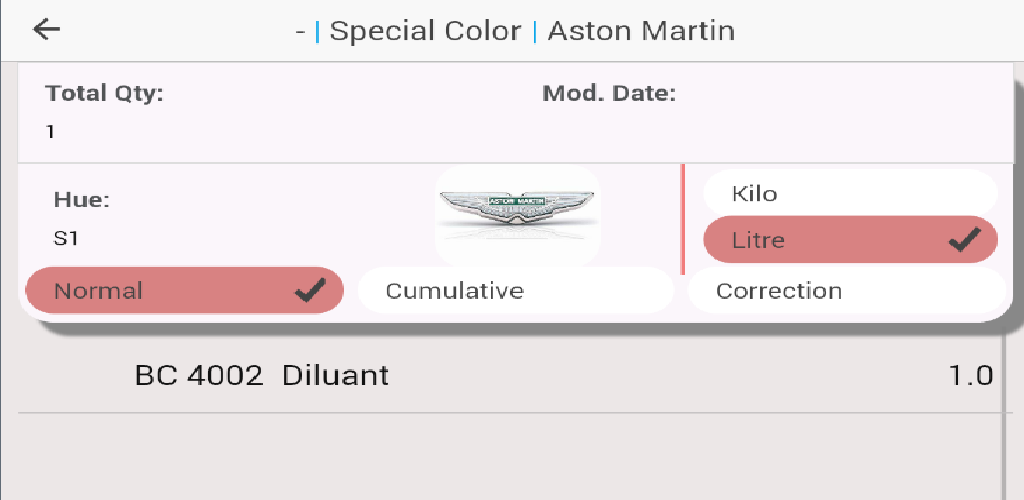 - | Special Color | Aston Martin
Total Qty:
Mod. Date:
1
Hue:
S1
ASTON MARTIN
Kilo
Litre
Normal
Cumulative
Correction
BC 4002 Diluant 1.0